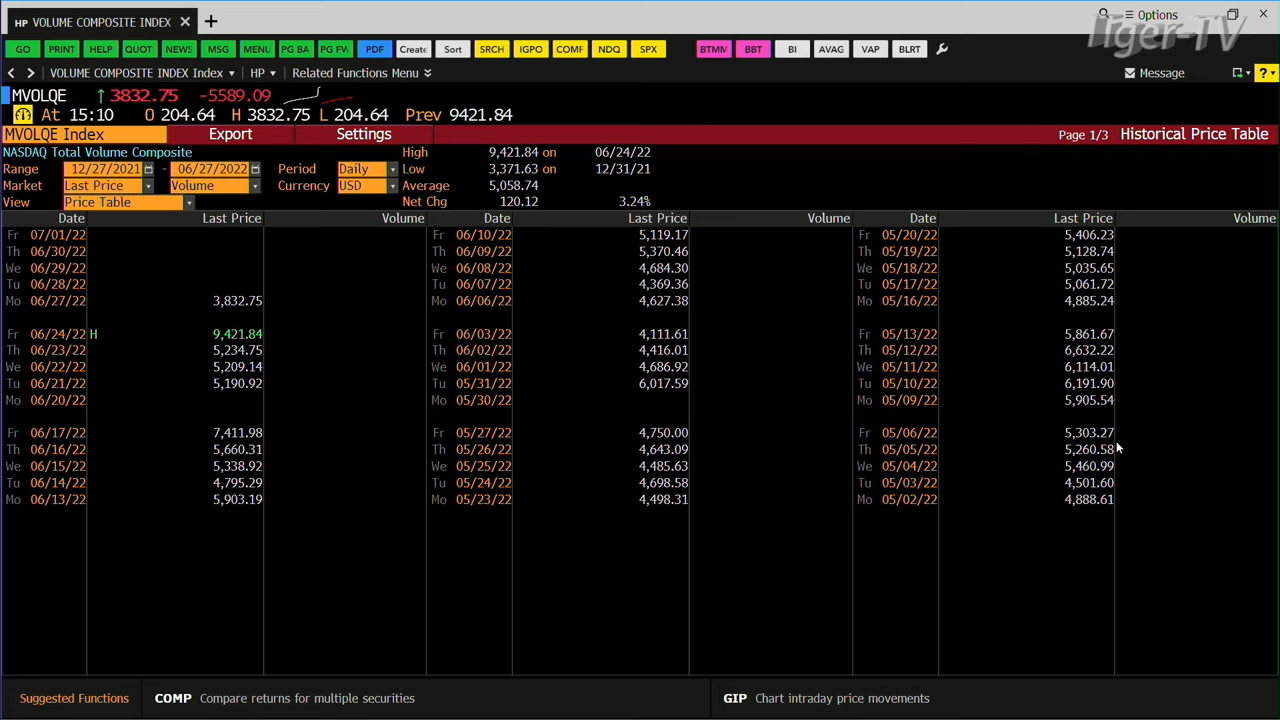 HP VOLUME COMPOSITE INDEX × +
Options
Tiger-TV
GO PRINT HELP QUOT NEWS MSG MENU PG BA PG FW PDF Create Sort SRCH IGPO COMF NDQ SPX BTMM BBT BI AVAG VAP BLRT
VOLUME COMPOSITE INDEX Index HP Related Functions Menu Message ?
MVOLQE ↑ 3832.75 -5589.09
At 15:10 O 204.64 H 3832.75 L 204.64 Prev 9421.84
MVOLQE Index Export Settings Page 1/3 Historical Price Table
NASDAQ Total Volume Composite High 9,421.84 on 06/24/22
Range 12/27/2021 - 06/27/2022 Period Daily Low 3,371.63 on 12/31/21
Market Last Price Volume Currency USD Average 5,058.74
View Price Table Net Chg 120.12 3.24%
Date Last Price Volume Date Last Price Volume Date Last Price Volume
Fr 07/01/22 Fr 06/10/22 5,119.17 Fr 05/20/22 5,406.23
Th 06/30/22 Th 06/09/22 5,370.46 Th 05/19/22 5,128.74
We 06/29/22 We 06/08/22 4,684.30 We 05/18/22 5,035.65
Tu 06/28/22 Tu 06/07/22 4,369.36 Tu 05/17/22 5,061.72
Mo 06/27/22 3,832.75 Mo 06/06/22 4,627.38 Mo 05/16/22 4,885.24
Fr 06/24/22 H 9,421.84 Fr 06/03/22 4,111.61 Fr 05/13/22 5,861.67
Th 06/23/22 5,234.75 Th 06/02/22 4,416.01 Th 05/12/22 6,632.22
We 06/22/22 5,209.14 We 06/01/22 4,686.92 We 05/11/22 6,114.01
Tu 06/21/22 5,190.92 Tu 05/31/22 6,017.59 Tu 05/10/22 6,191.90
Mo 06/20/22 Mo 05/30/22 Mo 05/09/22 5,905.54
Fr 06/17/22 7,411.98 Fr 05/27/22 4,750.00 Fr 05/06/22 5,303.27
Th 06/16/22 5,660.31 Th 05/26/22 4,643.09 Th 05/05/22 5,260.58
We 06/15/22 5,338.92 We 05/25/22 4,485.63 We 05/04/22 5,460.99
Tu 06/14/22 4,795.29 Tu 05/24/22 4,698.58 Tu 05/03/22 4,501.60
Mo 06/13/22 5,903.19 Mo 05/23/22 4,498.31 Mo 05/02/22 4,888.61
Suggested Functions COMP Compare returns for multiple securities GIP Chart intraday price movements